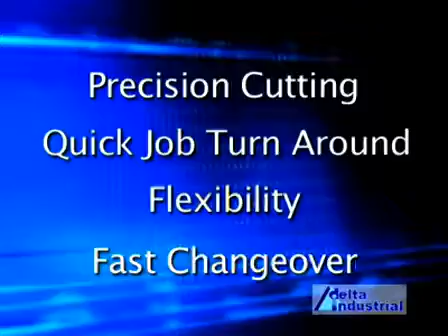 Precision Cutting
Quick Job Turn Around
Flexibility
Fast Changeover
delta
industrial